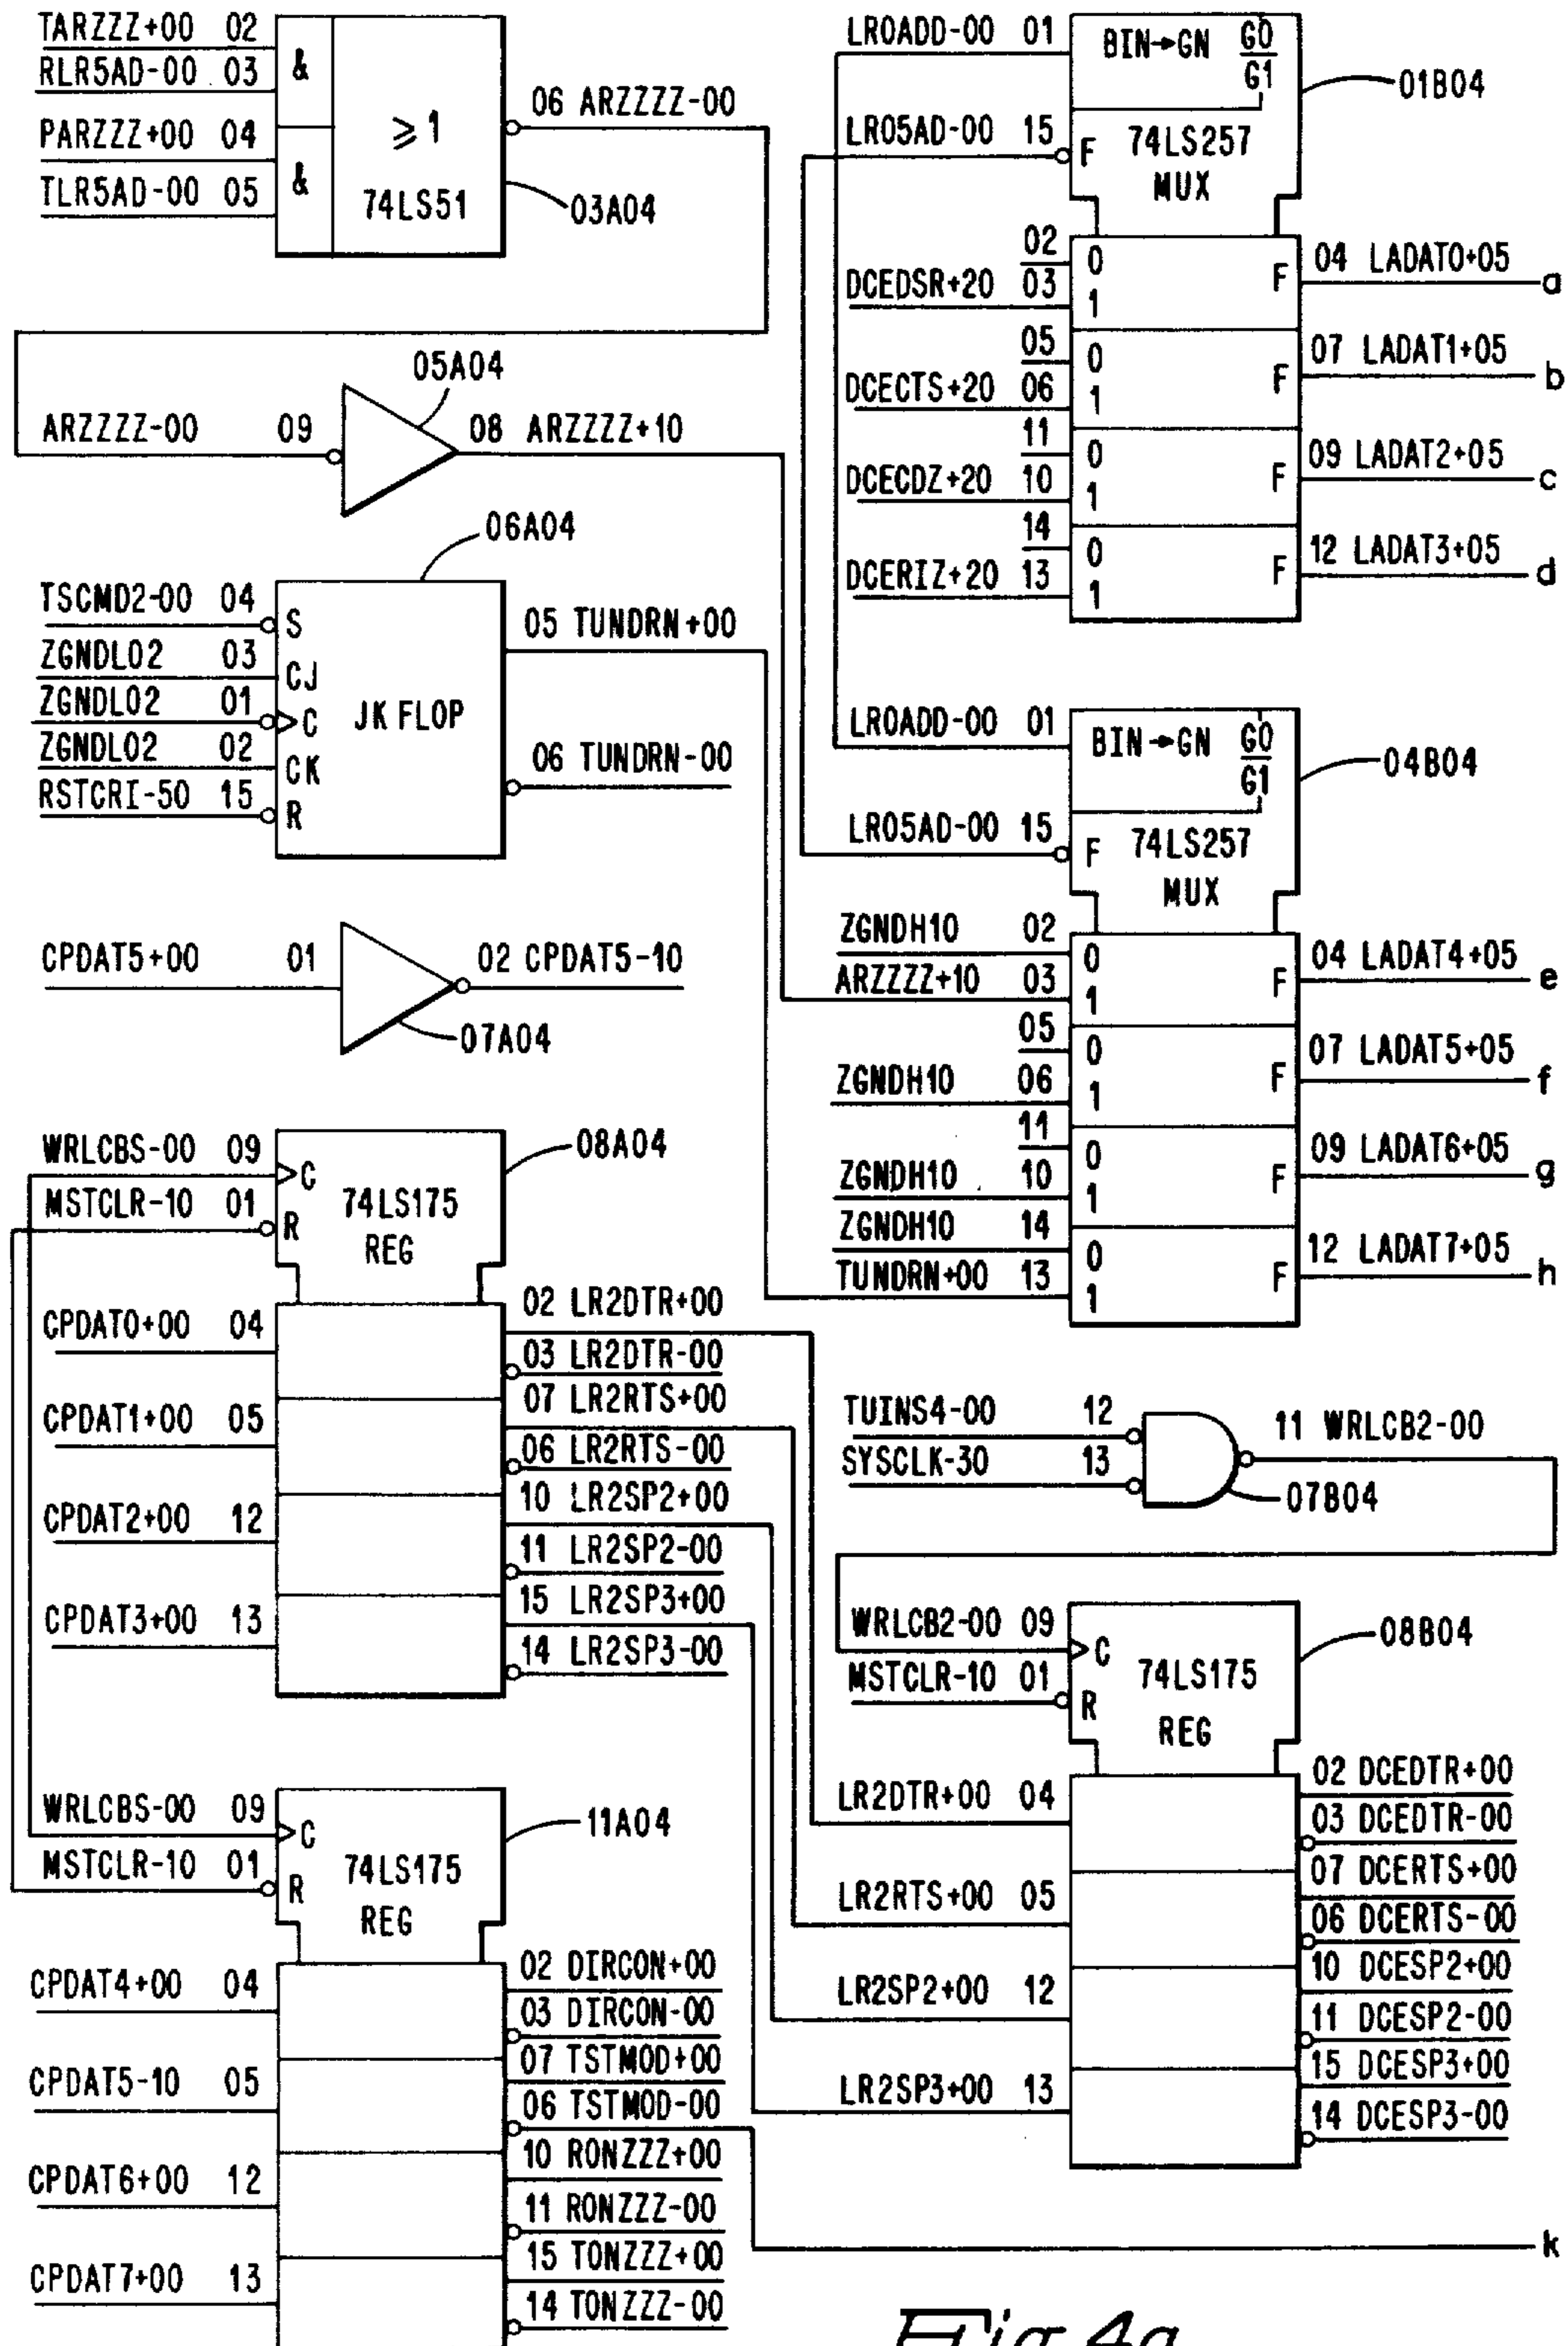 TARZZZ+00 02
RLR5AD-00 03
PARZZZ+00 04
TLR5AD-00 05
&
&
≥1
74LS51
06 ARZZZZ-00
03A04
ARZZZZ-00 09
05A04
08 ARZZZZ+10
06A04
TSCMD2-00 04
ZGNDL02 03
ZGNDL02 01
ZGNDL02 02
RSTCRI-50 15
S
CJ
C
CK
R
JK FLOP
05 TUNDRN+00
06 TUNDRN-00
CPDAT5+00 01
02 CPDAT5-10
07A04
WRLCBS-00 09
MSTCLR-10 01
C
R
74LS175
REG
08A04
CPDAT0+00 04
CPDAT1+00 05
CPDAT2+00 12
CPDAT3+00 13
02 LR2DTR+00
03 LR2DTR-00
07 LR2RTS+00
06 LR2RTS-00
10 LR2SP2+00
11 LR2SP2-00
15 LR2SP3+00
14 LR2SP3-00
WRLCBS-00 09
MSTCLR-10 01
C
R
74LS175
REG
11A04
CPDAT4+00 04
CPDAT5-10 05
CPDAT6+00 12
CPDAT7+00 13
02 DIRCON+00
03 DIRCON-00
07 TSTMOD+00
06 TSTMOD-00
10 RONZZZ+00
11 RONZZZ-00
15 TONZZZ+00
14 TONZZZ-00
LR0ADD-00 01
LR05AD-00 15
BIN→GN G0
G1
F
74LS257
MUX
01B04
02
DCEDSR+20 03
05
DCECTS+20 06
11
DCECDZ+20 10
14
DCERIZ+20 13
0
1
0
1
0
1
0
1
F
F
F
F
04 LADAT0+05 a
07 LADAT1+05 b
09 LADAT2+05 c
12 LADAT3+05 d
LR0ADD-00 01
LR05AD-00 15
BIN→GN G0
G1
F
74LS257
MUX
04B04
ZGNDH10 02
ARZZZZ+10 03
05
ZGNDH10 06
11
ZGNDH10 10
ZGNDH10 14
TUNDRN+00 13
0
1
0
1
0
1
0
1
F
F
F
F
04 LADAT4+05 e
07 LADAT5+05 f
09 LADAT6+05 g
12 LADAT7+05 h
TUINS4-00 12
SYSCLK-30 13
11 WRLCB2-00
07B04
WRLCB2-00 09
MSTCLR-10 01
C
R
74LS175
REG
08B04
LR2DTR+00 04
LR2RTS+00 05
LR2SP2+00 12
LR2SP3+00 13
02 DCEDTR+00
03 DCEDTR-00
07 DCERTS+00
06 DCERTS-00
10 DCESP2+00
11 DCESP2-00
15 DCESP3+00
14 DCESP3-00
k
Fig. 4a